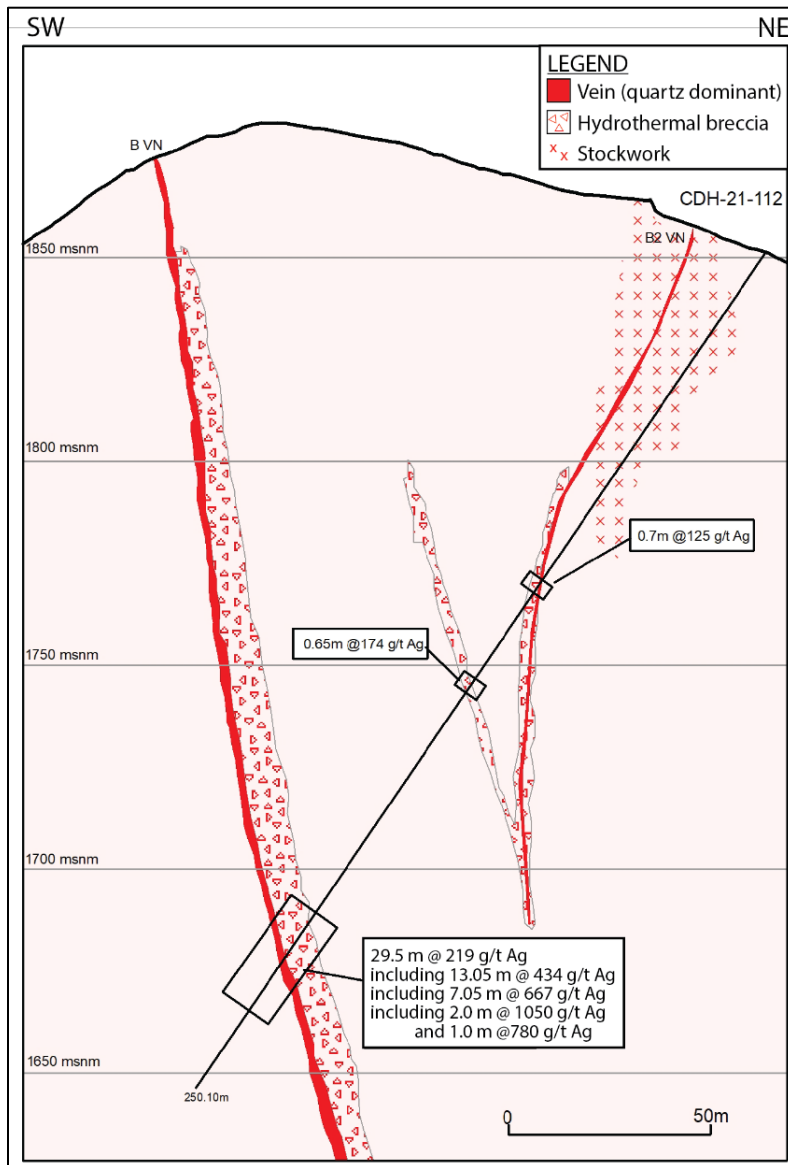 SW
NE
LEGEND
Vein (quartz dominant)
Hydrothermal breccia
Stockwork
B VN
CDH-21-112
B2 VN
1850 msnm
1800 msnm
0.7m @125 g/t Ag
0.65m @174 g/t Ag.
1750 msnm
1700 msnm
29.5 m @ 219 g/t Ag
including 13.05 m @ 434 g/t Ag
including 7.05 m @ 667 g/t Ag
including 2.0 m @ 1050 g/t Ag
and 1.0 m @780 g/t Ag
1650 msnm
250.10m
0
50m